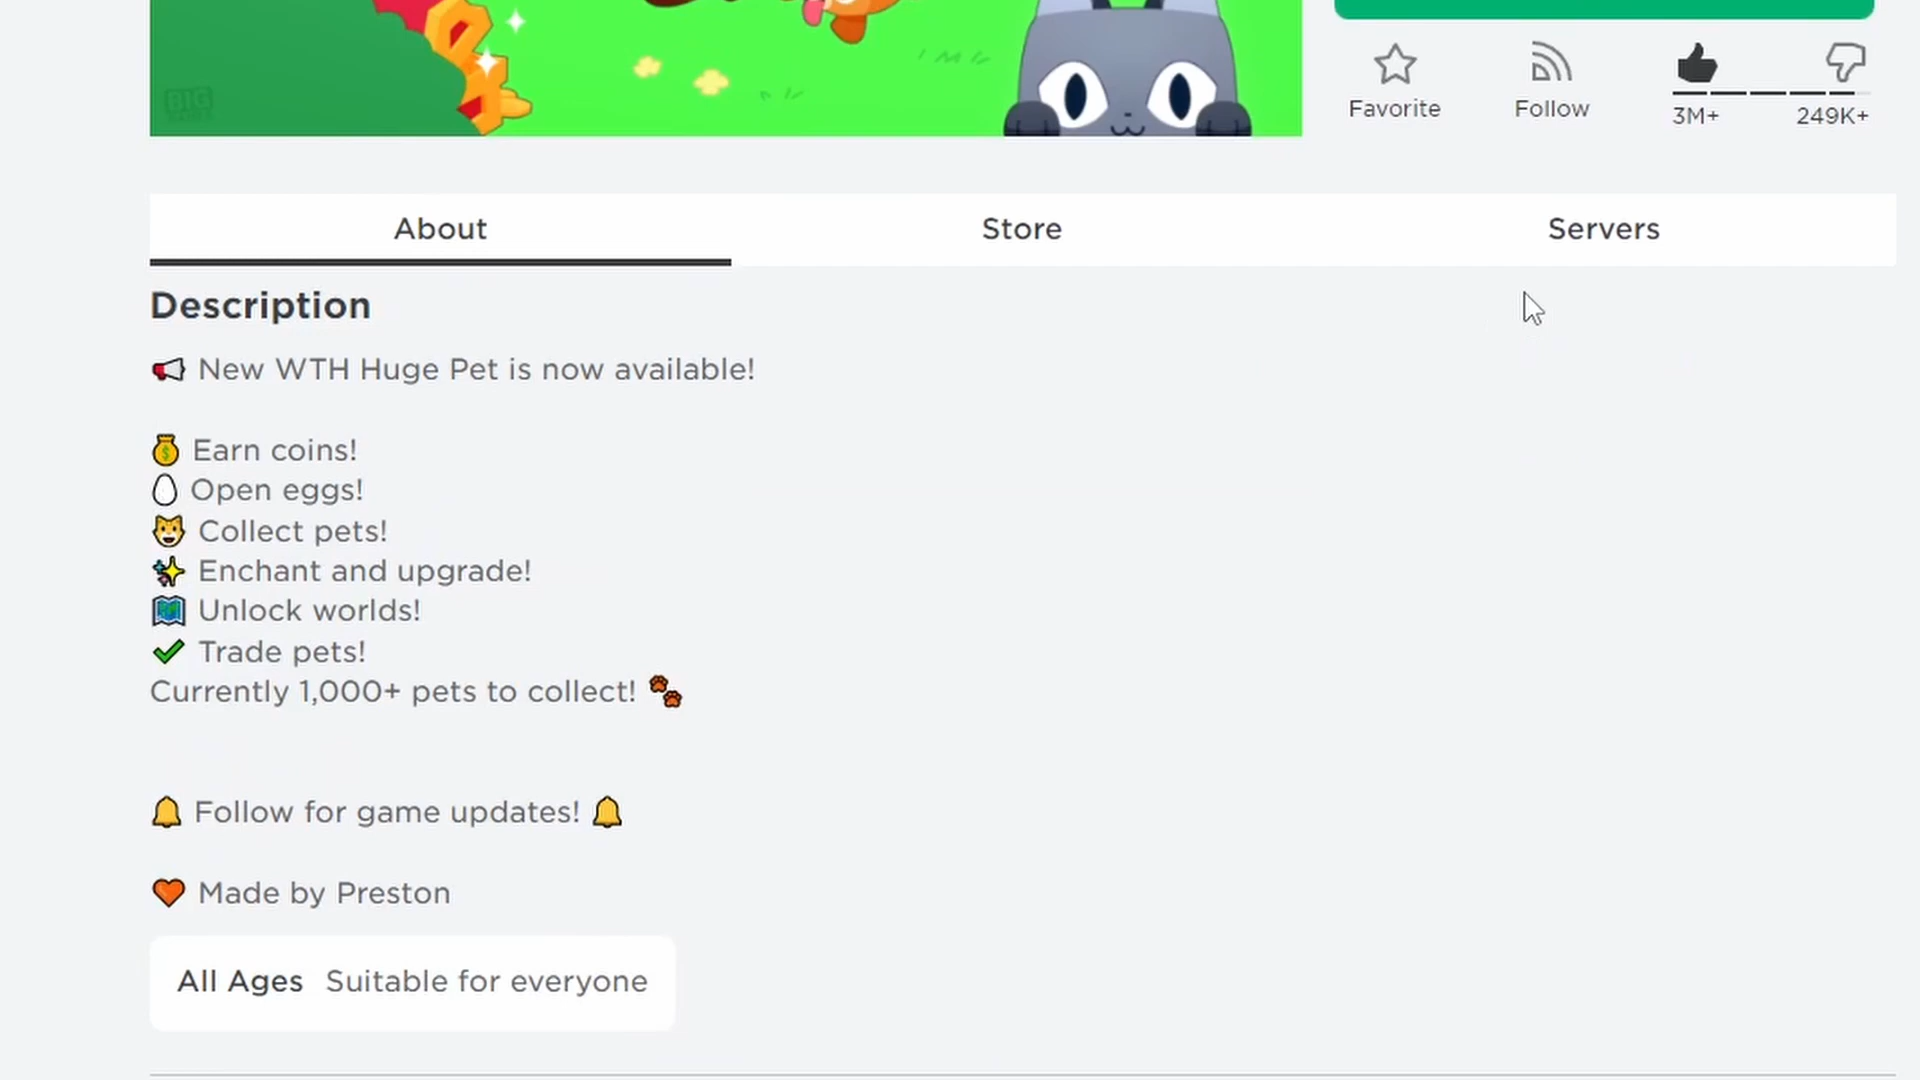 BIG
Favorite
Follow
3M+
249K+
About
Store
Servers
Description
📢 New WTH Huge Pet is now available!
💰 Earn coins!
🥚 Open eggs!
😺 Collect pets!
✨ Enchant and upgrade!
🗺️ Unlock worlds!
✔️ Trade pets!
Currently 1,000+ pets to collect! 🐾
🔔 Follow for game updates! 🔔
🧡 Made by Preston
All Ages Suitable for everyone